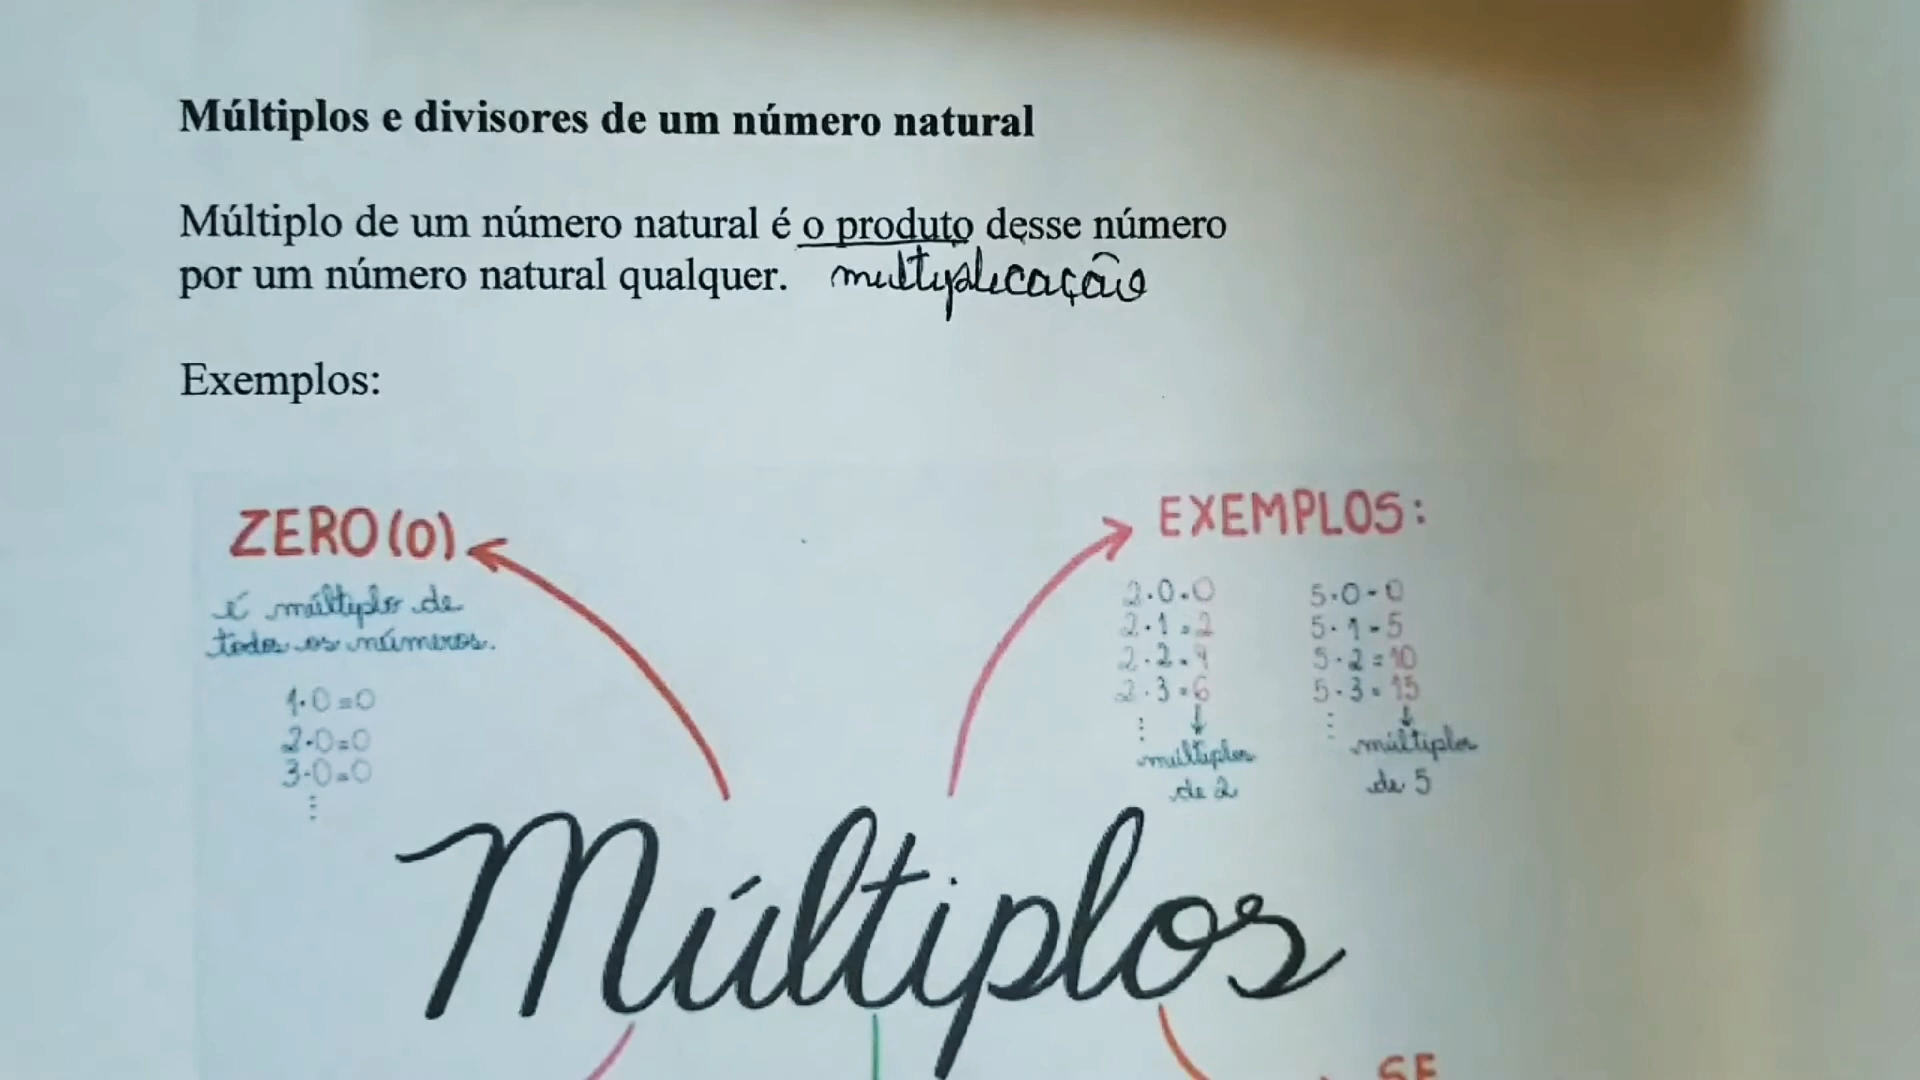 Múltiplos e divisores de um número natural
Múltiplo de um número natural é o produto desse número
por um número natural qualquer. multiplicação
Exemplos:
ZERO (0)
é múltiplo de
todos os números.
1·0=0
2·0=0
3·0=0
⋮
EXEMPLOS:
2·0=0
2·1=2
2·2=4
2·3=6
⋮ ↓
múltiplos
de 2
5·0=0
5·1=5
5·2=10
5·3=15
⋮ ↓
múltiplos
de 5
Múltiplos
SE